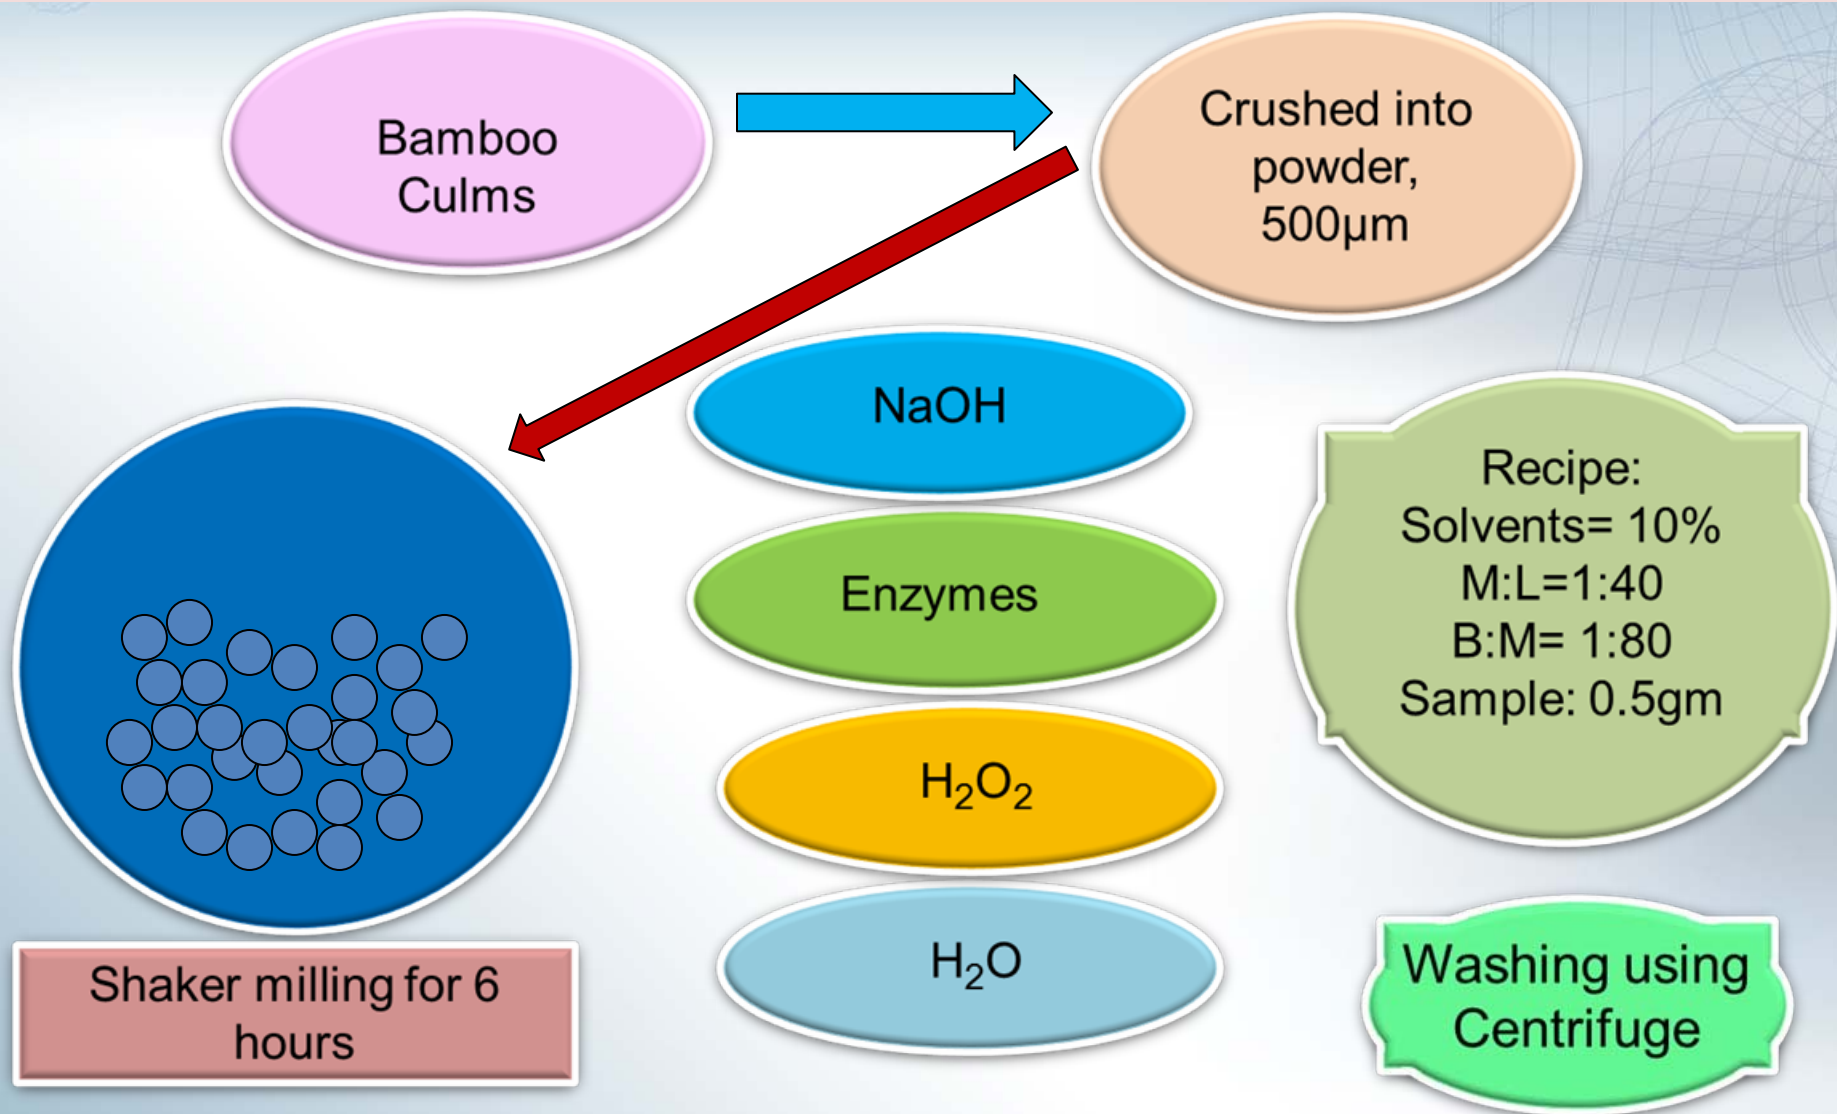 Bamboo
Culms
Crushed into
powder,
500µm
NaOH
Enzymes
H₂O₂
H₂O
Recipe:
Solvents= 10%
M:L=1:40
B:M= 1:80
Sample: 0.5gm
Shaker milling for 6
hours
Washing using
Centrifuge